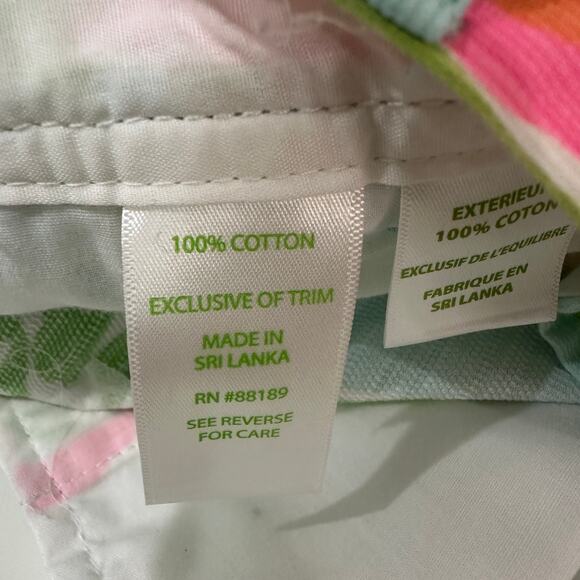 100% COTTON
EXCLUSIVE OF TRIM
MADE IN
SRI LANKA
RN #88189
SEE REVERSE
FOR CARE
EXTERIEUR
100% COTON
EXCLUSIF DE L'EQUILIBRE
FABRIQUE EN
SRI LANKA